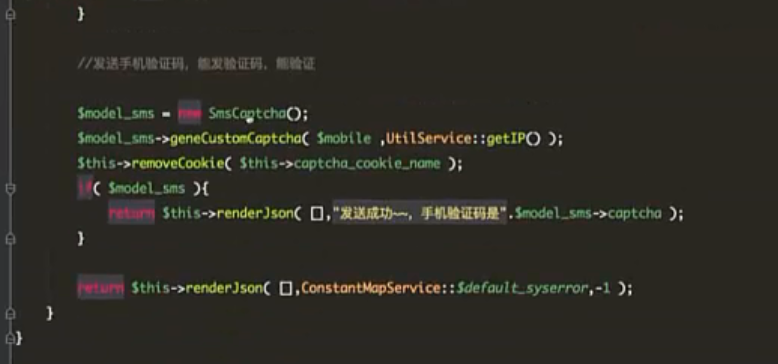 }
//发送手机验证码，能发验证码，能验证
$model_sms = new SmsCaptcha();
$model_sms->geneCustomCaptcha( $mobile ,UtilService::getIP() );
$this->removeCookie( $this->captcha_cookie_name );
if( $model_sms ){
return $this->renderJson( [],"发送成功~~，手机验证码是".$model_sms->captcha );
}
return $this->renderJson( [],ConstantMapService::$default_syserror,-1 );
}
}